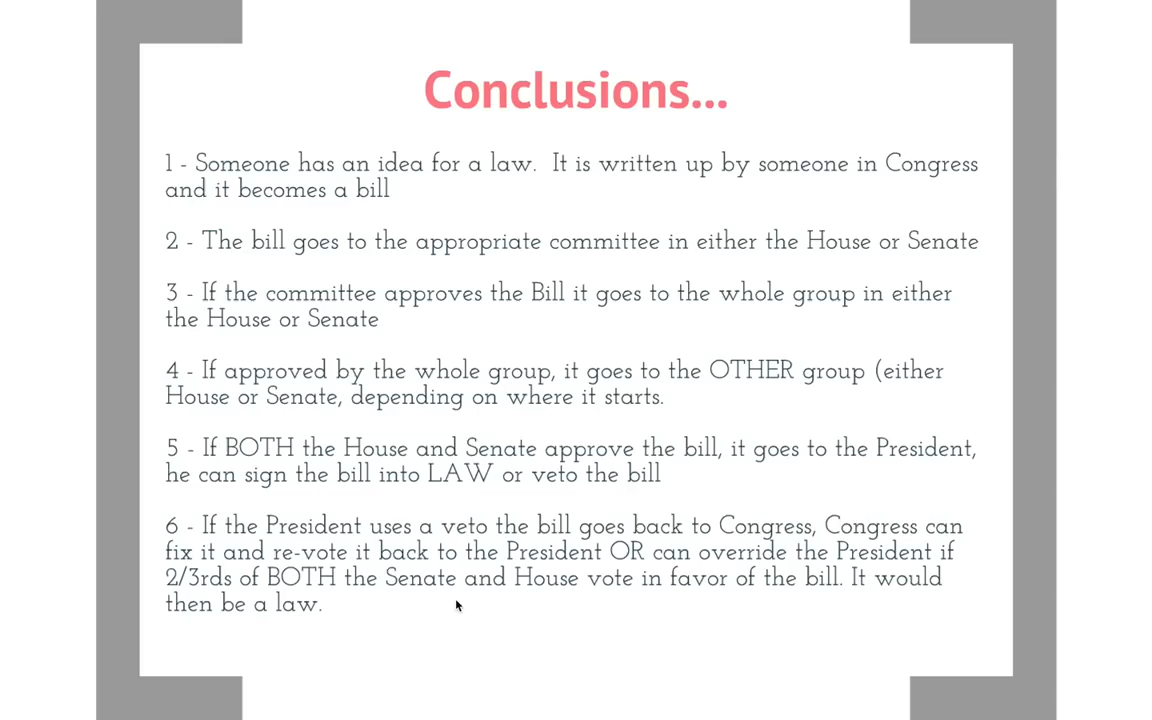 Conclusions...
1 - Someone has an idea for a law.  It is written up by someone in Congress
and it becomes a bill
2 - The bill goes to the appropriate committee in either the House or Senate
3 - If the committee approves the Bill it goes to the whole group in either
the House or Senate
4 - If approved by the whole group, it goes to the OTHER group (either
House or Senate, depending on where it starts.
5 - If BOTH the House and Senate approve the bill, it goes to the President,
he can sign the bill into LAW or veto the bill
6 - If the President uses a veto the bill goes back to Congress, Congress can
fix it and re-vote it back to the President OR can override the President if
2/3rds of BOTH the Senate and House vote in favor of the bill. It would
then be a law.